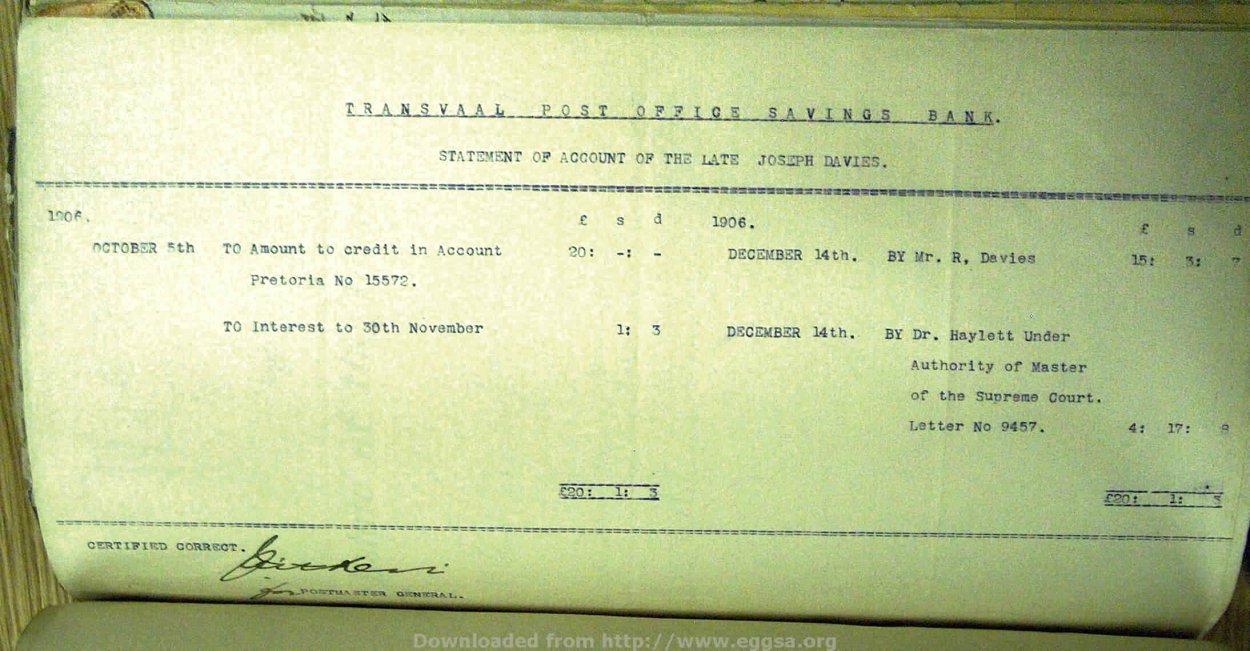 TRANSVAAL POST OFFICE SAVINGS BANK.
STATEMENT OF ACCOUNT OF THE LATE JOSEPH DAVIES.
1906. £ s d
OCTOBER 5th TO Amount to credit in Account 20: -: -
Pretoria No 15572.
TO Interest to 30th November 1: 3
£20: 1: 3
1906. £ s d
DECEMBER 14th. BY Mr. R. Davies 15: 3: 7
DECEMBER 14th. BY Dr. Haylett Under
Authority of Master
of the Supreme Court.
Letter No 9457. 4: 17: 8
£20: 1: 3
CERTIFIED CORRECT.
for POSTMASTER GENERAL.
Downloaded from http://www.eggsa.org